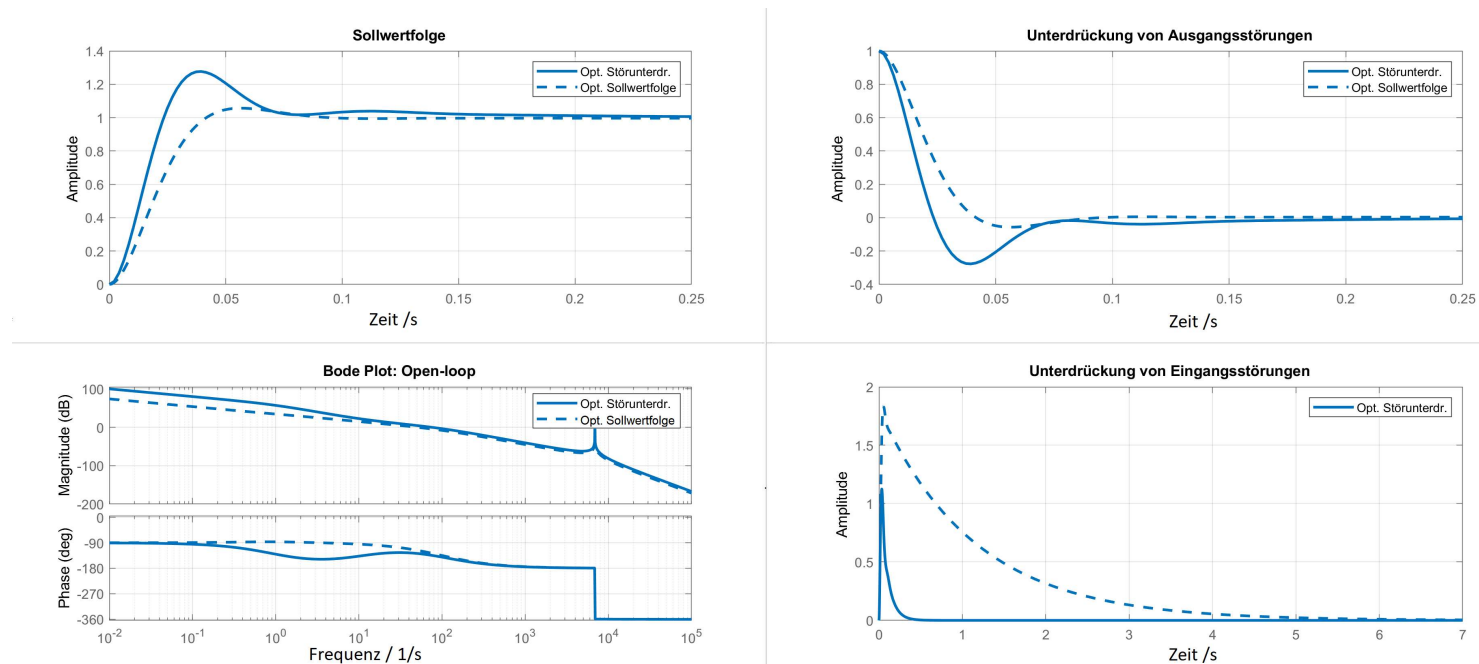 Sollwertfolge
1.4
1.2
1
0.8
0.6
0.4
0.2
0
Amplitude
Opt. Störunterdr.
Opt. Sollwertfolge
0 0.05 0.1 0.15 0.2 0.25
Zeit /s
Unterdrückung von Ausgangsstörungen
1
0.8
0.6
0.4
0.2
0
-0.2
-0.4
Amplitude
Opt. Störunterdr.
Opt. Sollwertfolge
0 0.05 0.1 0.15 0.2 0.25
Zeit /s
Bode Plot: Open-loop
100
0
-100
-200
Magnitude (dB)
Opt. Störunterdr.
Opt. Sollwertfolge
0
-90
-180
-270
-360
Phase (deg)
10⁻² 10⁻¹ 10⁰ 10¹ 10² 10³ 10⁴ 10⁵
Frequenz / 1/s
Unterdrückung von Eingangsstörungen
2
1.5
1
0.5
0
Amplitude
Opt. Störunterdr.
0 1 2 3 4 5 6 7
Zeit /s